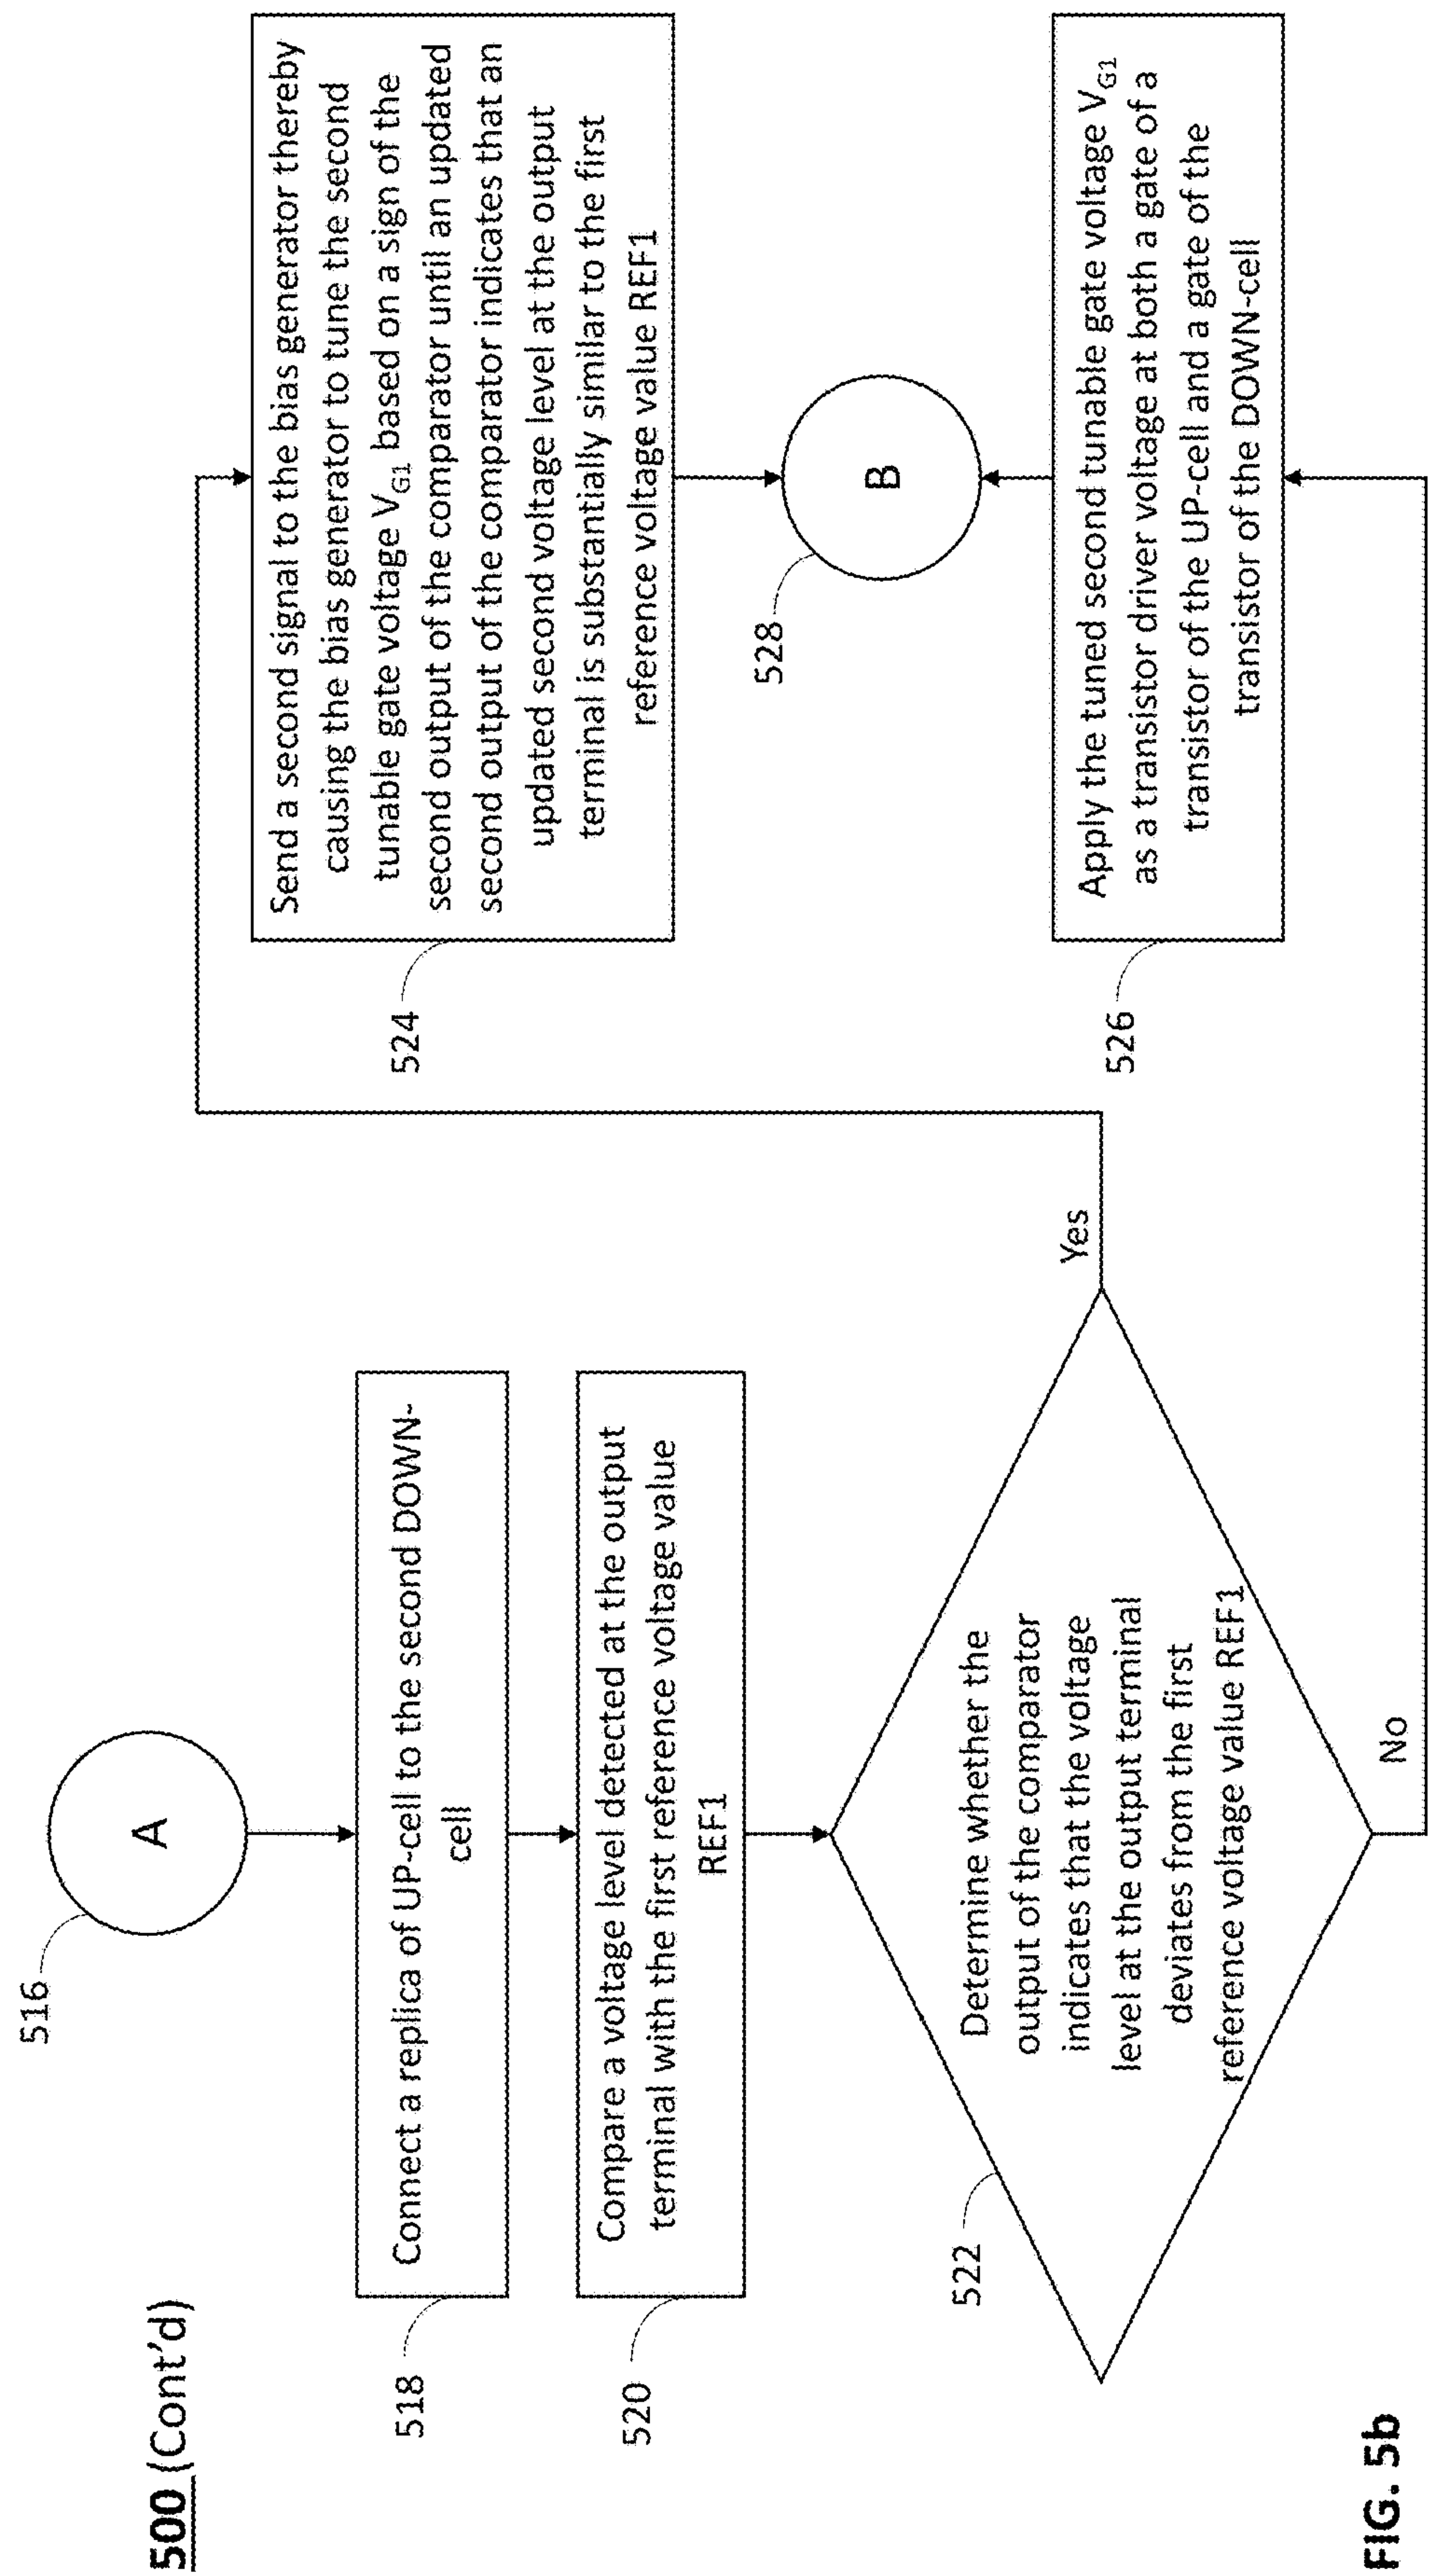 500 (Cont'd)
516
A
518
Connect a replica of UP-cell to the second DOWN-
cell
520
Compare a voltage level detected at the output
terminal with the first reference voltage value
REF1
522
Determine whether the
output of the comparator
indicates that the voltage
level at the output terminal
deviates from the first
reference voltage value REF1
Yes
No
524
Send a second signal to the bias generator thereby
causing the bias generator to tune the second
tunable gate voltage VG1 based on a sign of the
second output of the comparator until an updated
second output of the comparator indicates that an
updated second voltage level at the output
terminal is substantially similar to the first
reference voltage value REF1
528
B
526
Apply the tuned second tunable gate voltage VG1
as a transistor driver voltage at both a gate of a
transistor of the UP-cell and a gate of the
transistor of the DOWN-cell
FIG. 5b